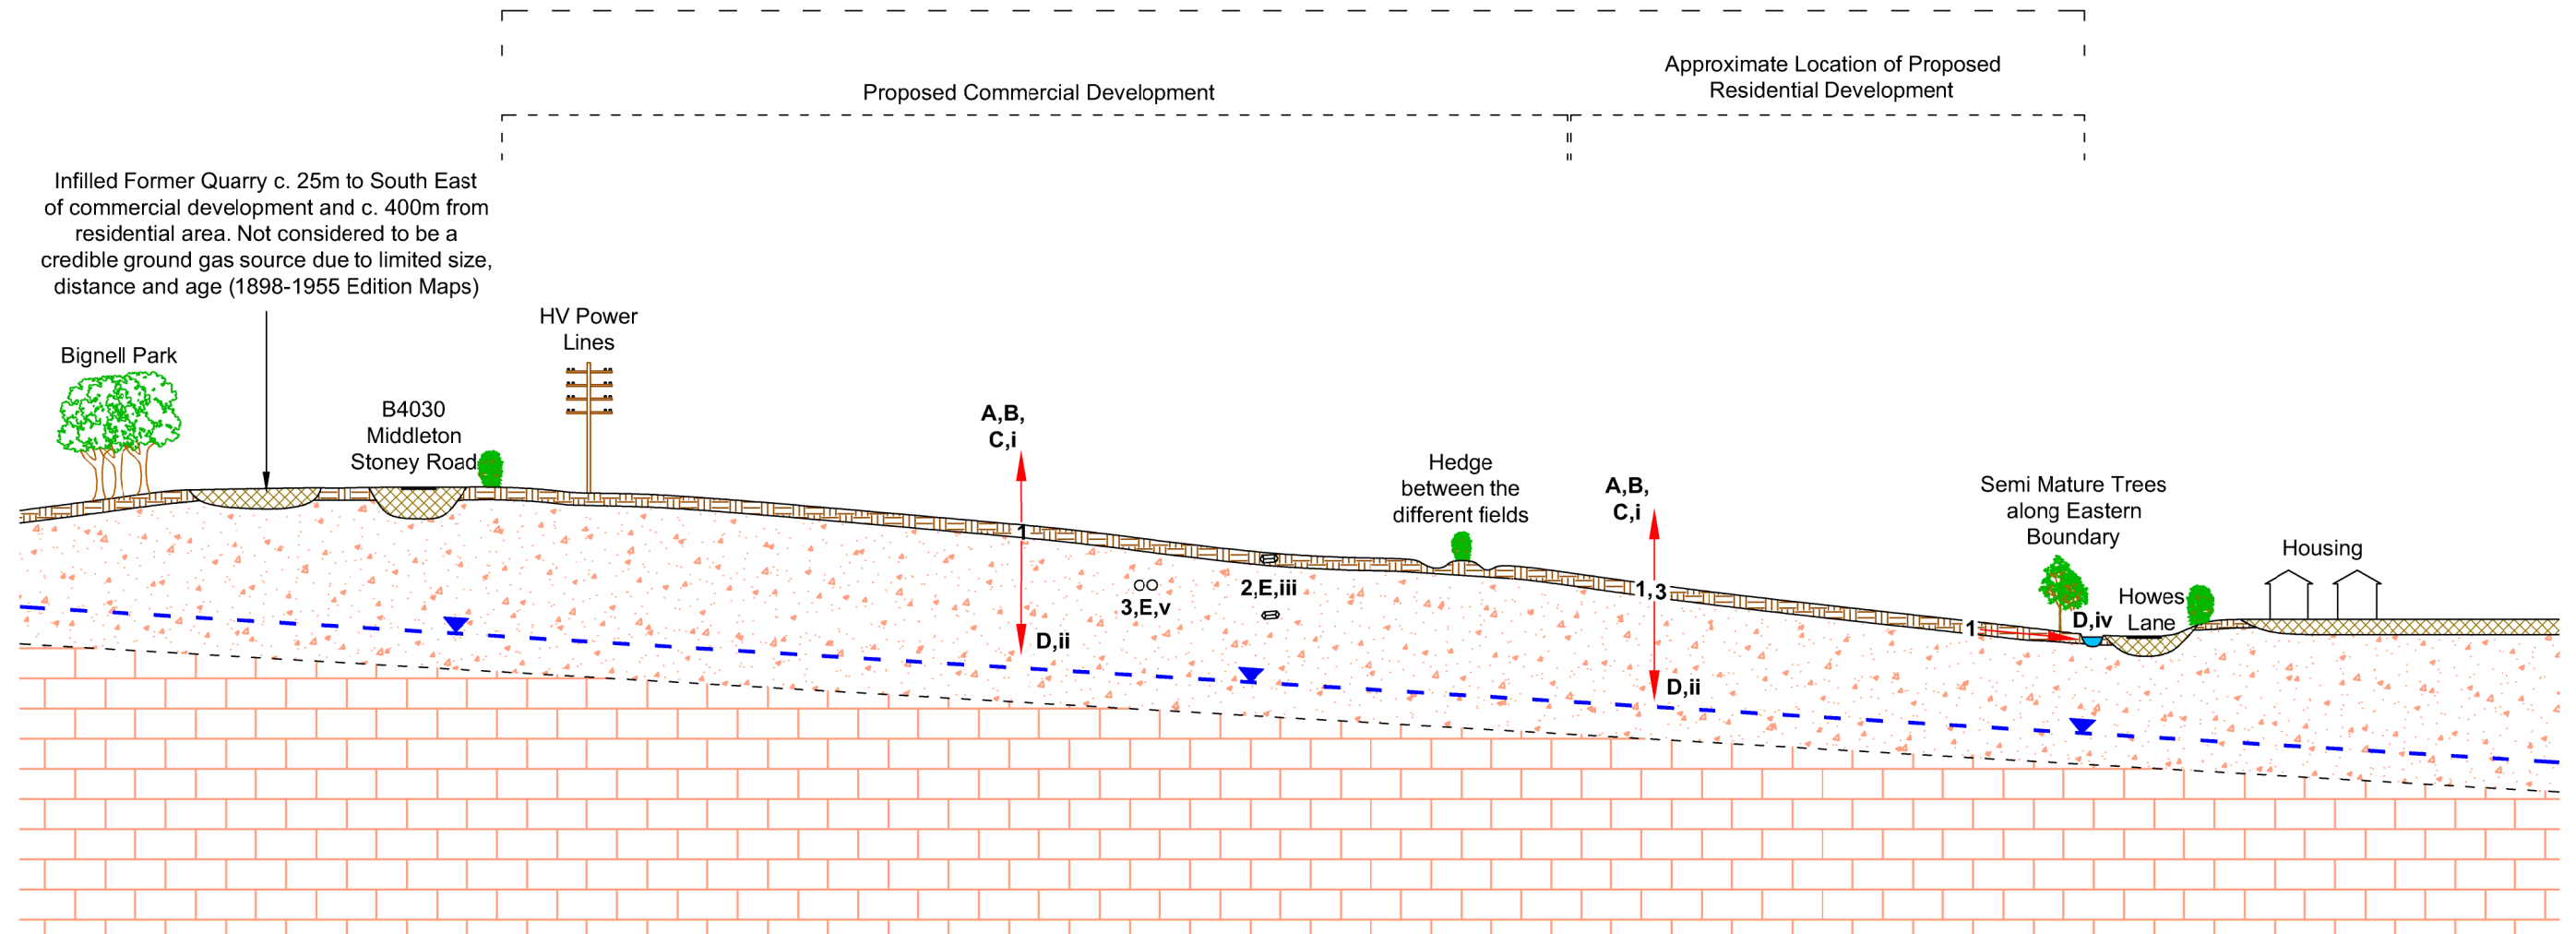 Proposed Commercial Development
Approximate Location of Proposed
Residential Development
Infilled Former Quarry c. 25m to South East
of commercial development and c. 400m from
residential area. Not considered to be a
credible ground gas source due to limited size,
distance and age (1898-1955 Edition Maps)
Bignell Park
B4030
Middleton
Stoney Road
HV Power
Lines
A,B,
C,i
1
D,ii
3,E,v
2,E,iii
Hedge
between the
different fields
A,B,
C,i
1,3
D,ii
Semi Mature Trees
along Eastern
Boundary
1
D,iv
Howes
Lane
Housing